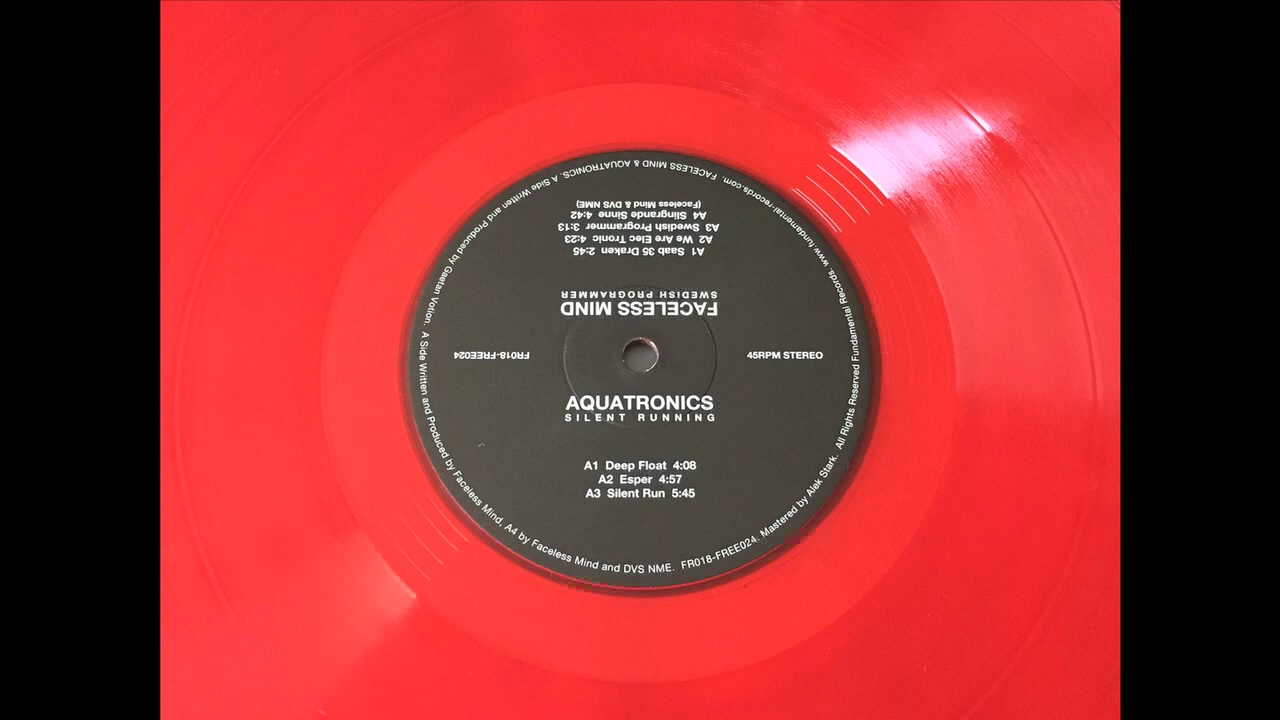 AQUATRONICS
SILENT RUNNING
A1 Deep Float 4:08
A2 Esper 4:57
A3 Silent Run 5:45
45RPM STEREO
FR018-FREE024
FACELESS MIND
SWEDISH PROGRAMMER
A1 Saab 35 Draken 2:45
A2 We Are Elec Tronic 4:23
A3 Swedish Programmer 3:13
A4 Slingrande Sinne 4:42
(Faceless Mind & DVS NME)
FACELESS MIND & AQUATRONICS. A Side Written and Produced by Gaetan Votion. A Side Written and Produced by Faceless Mind. A4 by Faceless Mind and DVS NME. FR018-FREE024. Mastered by Alek Stark. All Rights Reserved Fundamental Records. www.fundamental-records.com.